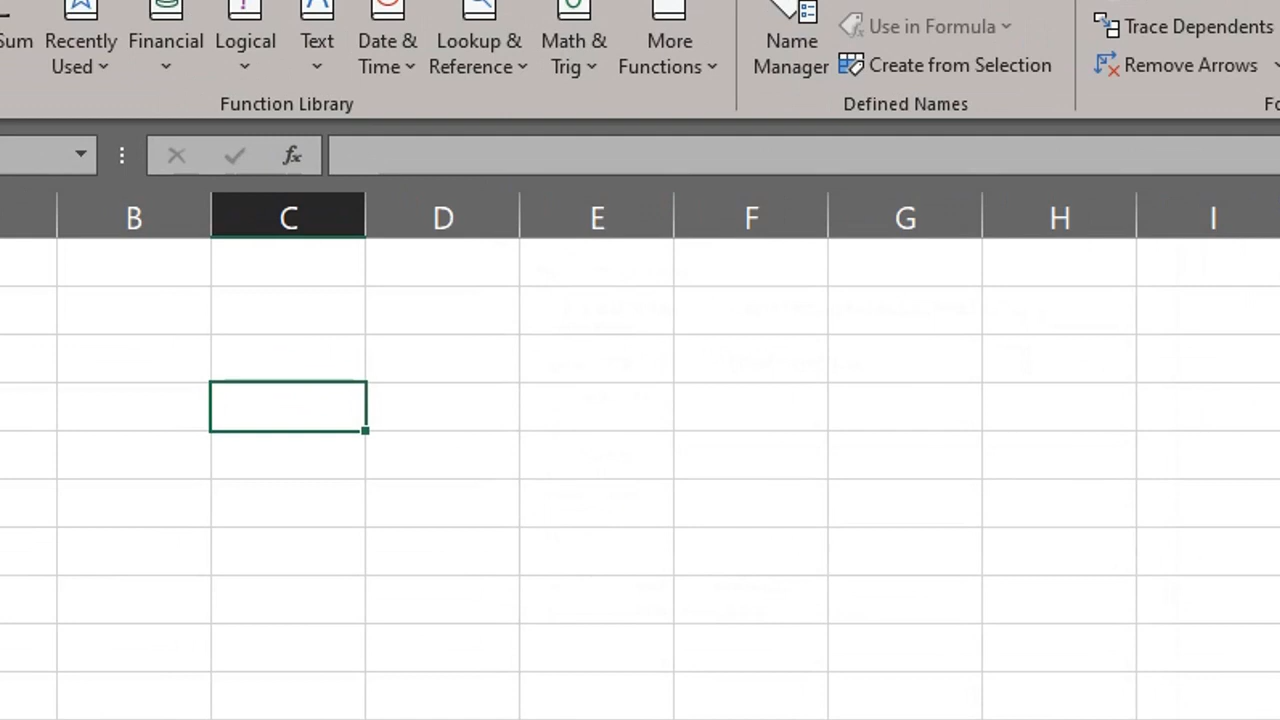 Sum Recently Used Financial Logical Text Date & Time Lookup & Reference Math & Trig More Functions
Function Library
Name Manager
Use in Formula
Create from Selection
Defined Names
Trace Dependents
Remove Arrows
Fo
fx
B C D E F G H I